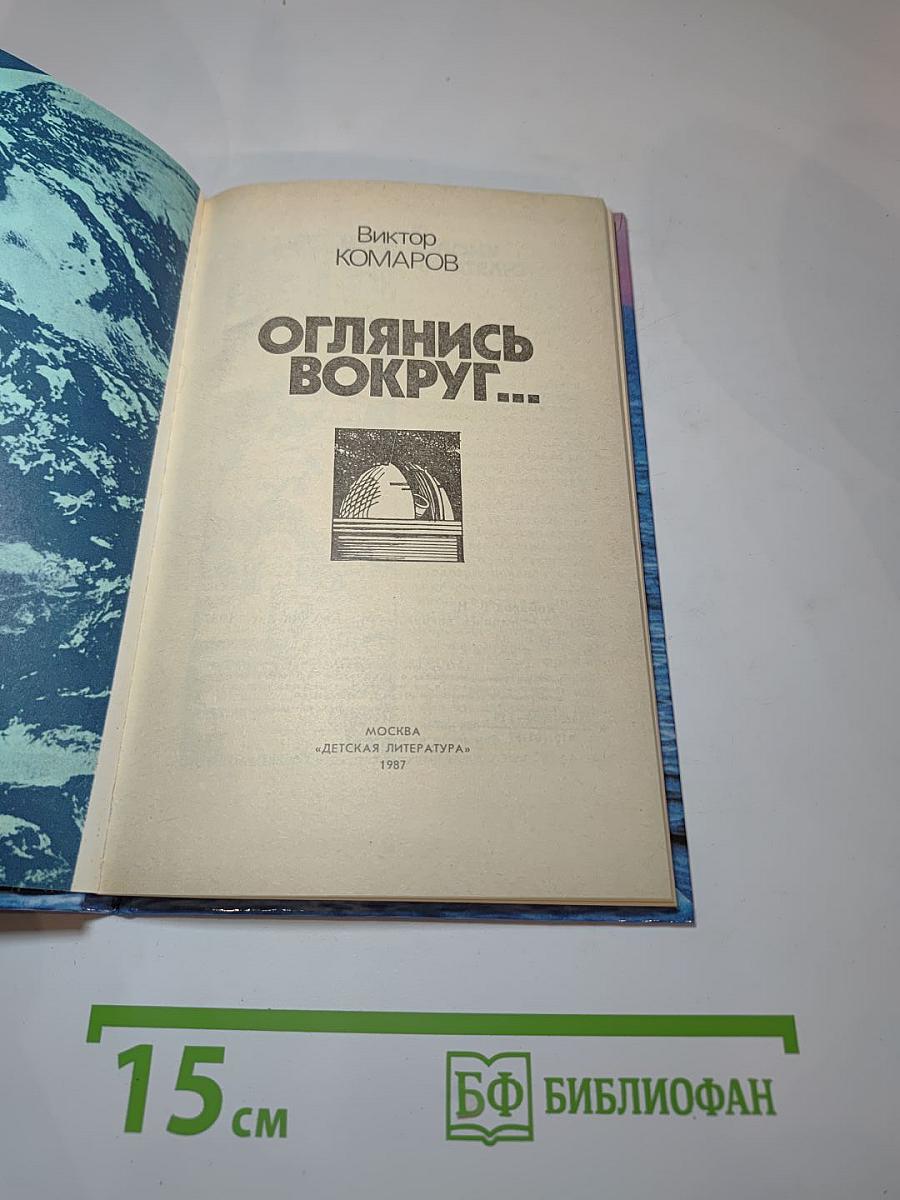 Виктор
КОМАРОВ
ОГЛЯНИСЬ
ВОКРУГ...
МОСКВА
«ДЕТСКАЯ ЛИТЕРАТУРА»
1987
15 см
БФ БИБЛИОФАН